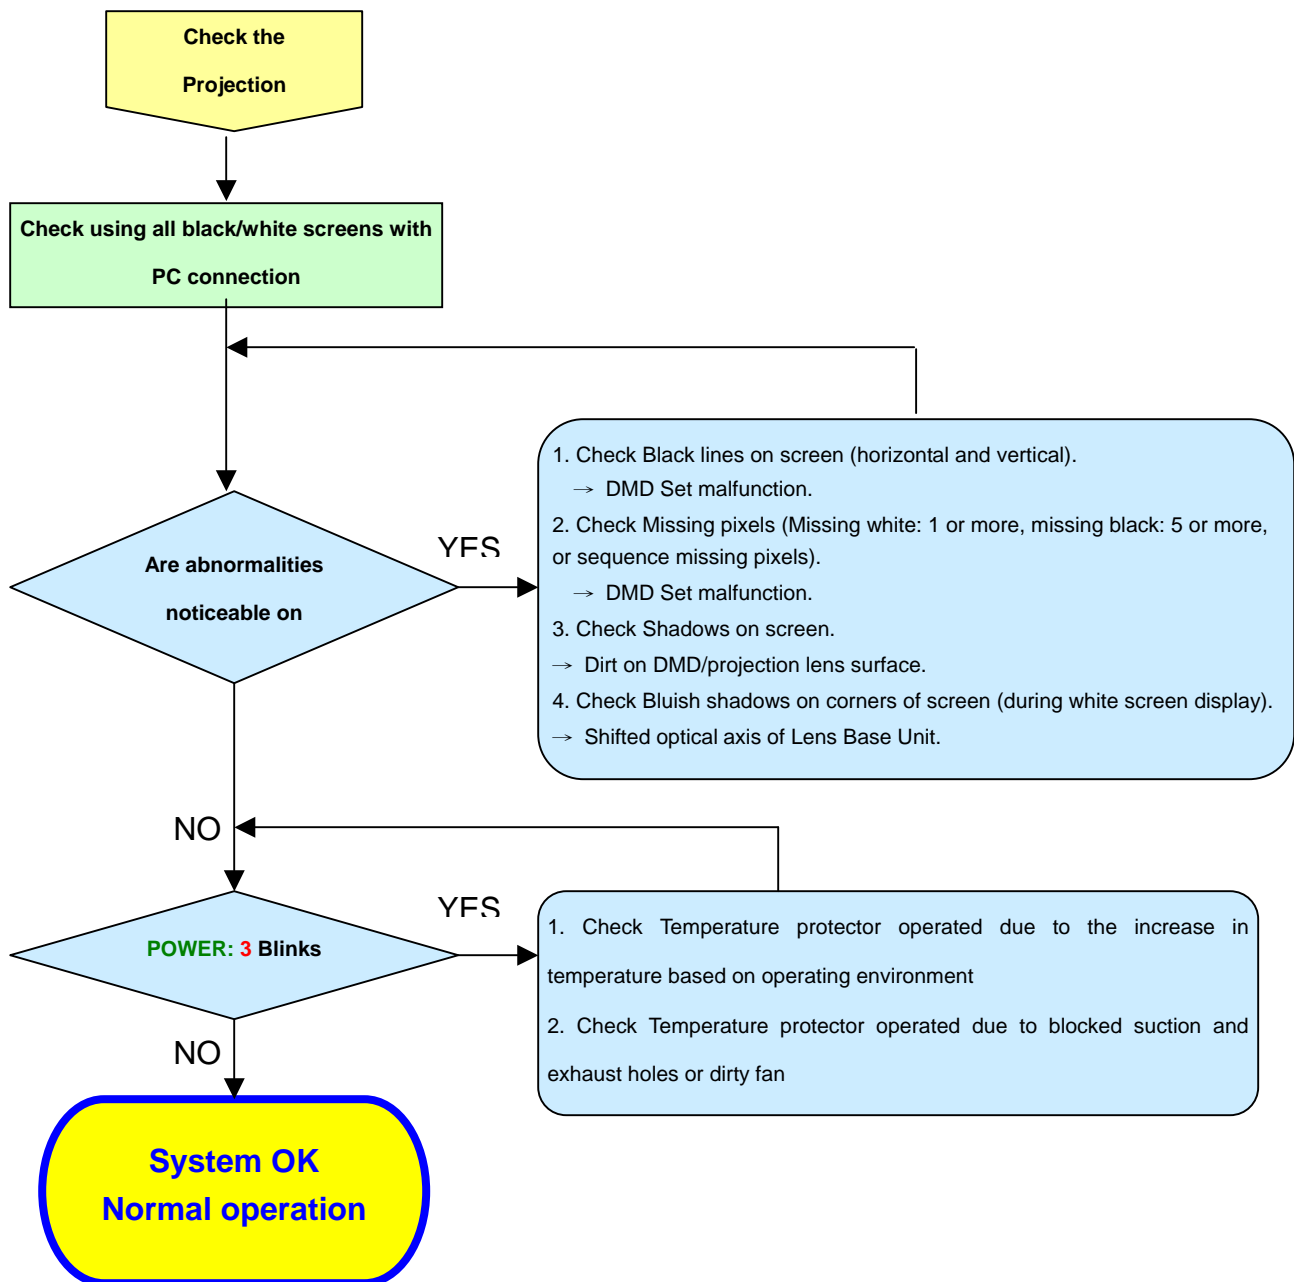 Check the
Projection
Check using all black/white screens with
PC connection
Are abnormalities
noticeable on
YES
1. Check Black lines on screen (horizontal and vertical).
→ DMD Set malfunction.
2. Check Missing pixels (Missing white: 1 or more, missing black: 5 or more,
or sequence missing pixels).
→ DMD Set malfunction.
3. Check Shadows on screen.
→ Dirt on DMD/projection lens surface.
4. Check Bluish shadows on corners of screen (during white screen display).
→ Shifted optical axis of Lens Base Unit.
NO
POWER: 3 Blinks
YES
1. Check Temperature protector operated due to the increase in
temperature based on operating environment
2. Check Temperature protector operated due to blocked suction and
exhaust holes or dirty fan
NO
System OK
Normal operation